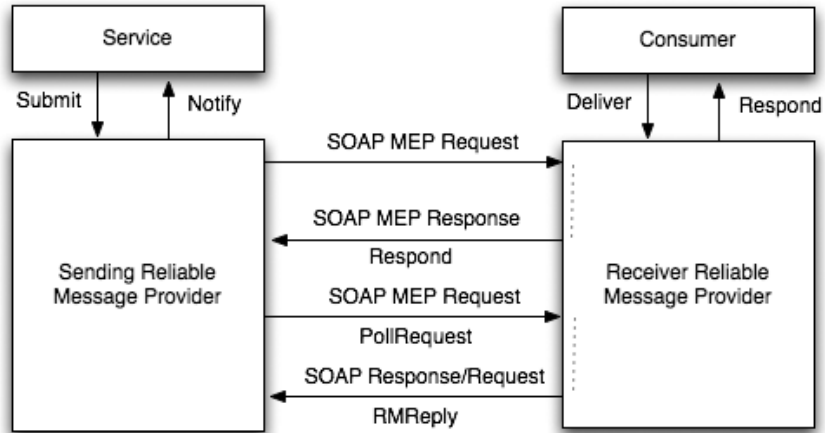 Service
Consumer
Submit
Notify
Deliver
Respond
SOAP MEP Request
SOAP MEP Response
Respond
Sending Reliable
Message Provider
Receiver Reliable
Message Provider
SOAP MEP Request
PollRequest
SOAP Response/Request
RMReply